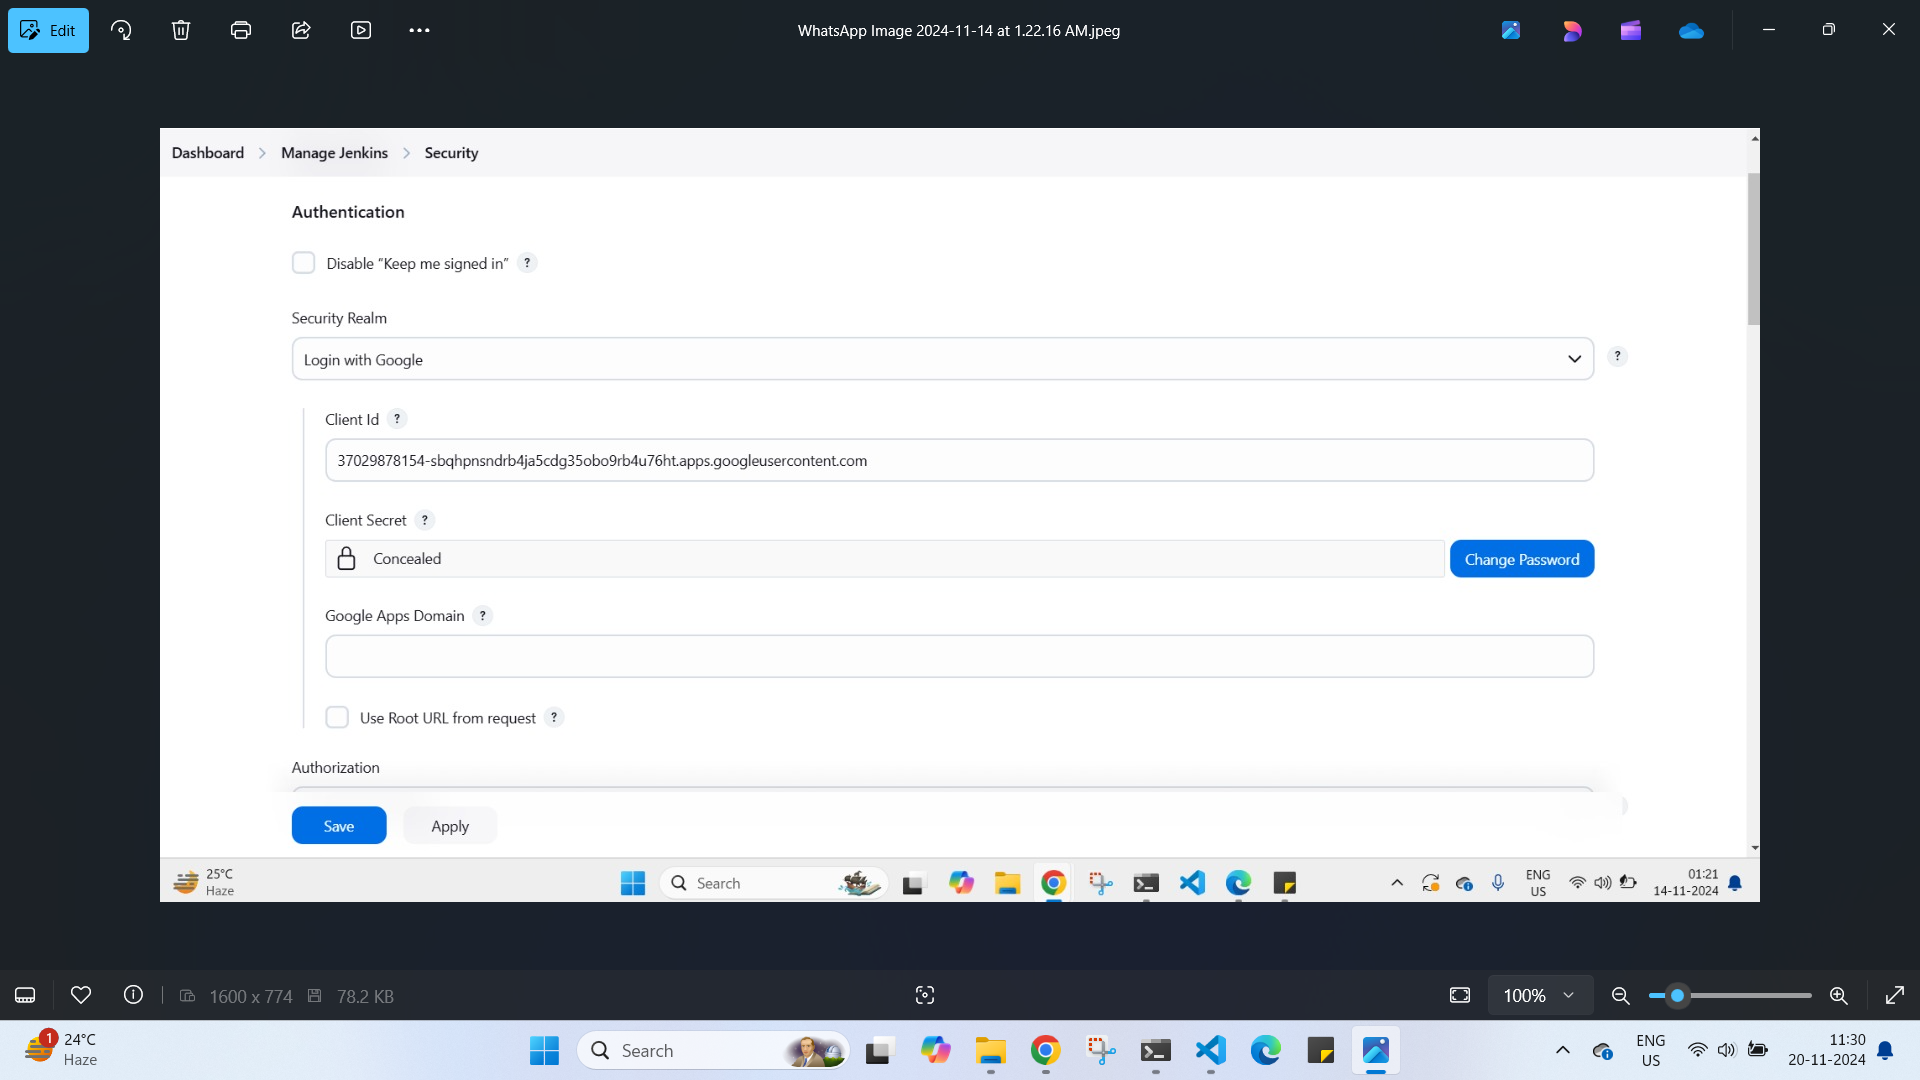 Edit
WhatsApp Image 2024-11-14 at 1.22.16 AM.jpeg
Dashboard > Manage Jenkins > Security
Authentication
Disable “Keep me signed in” ?
Security Realm
Login with Google ?
Client Id ?
37029878154-sbqhpnsndrb4ja5cdg35obo9rb4u76ht.apps.googleusercontent.com
Client Secret ?
Concealed Change Password
Google Apps Domain ?
Use Root URL from request ?
Authorization
Save Apply
25°C
Haze
Search
ENG
US
01:21
14-11-2024
1600 x 774 78.2 KB 100%
1
24°C
Haze
Search
ENG
US
11:30
20-11-2024